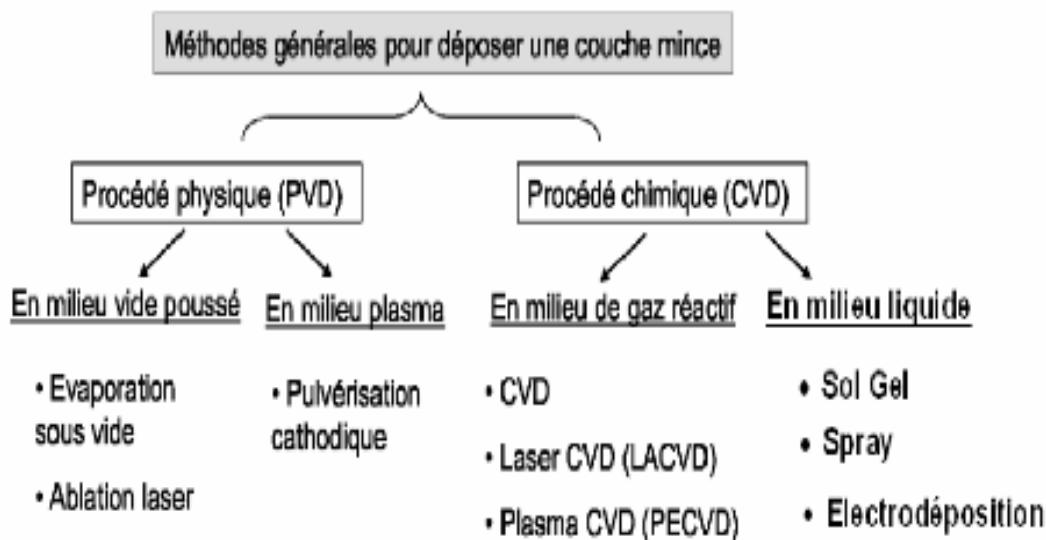 Méthodes générales pour déposer une couche mince
Procédé physique (PVD)
Procédé chimique (CVD)
En milieu vide poussé
• Evaporation
sous vide
• Ablation laser
En milieu plasma
• Pulvérisation
cathodique
En milieu de gaz réactif
• CVD
• Laser CVD (LACVD)
• Plasma CVD (PECVD)
En milieu liquide
• Sol Gel
• Spray
• Electrodéposition